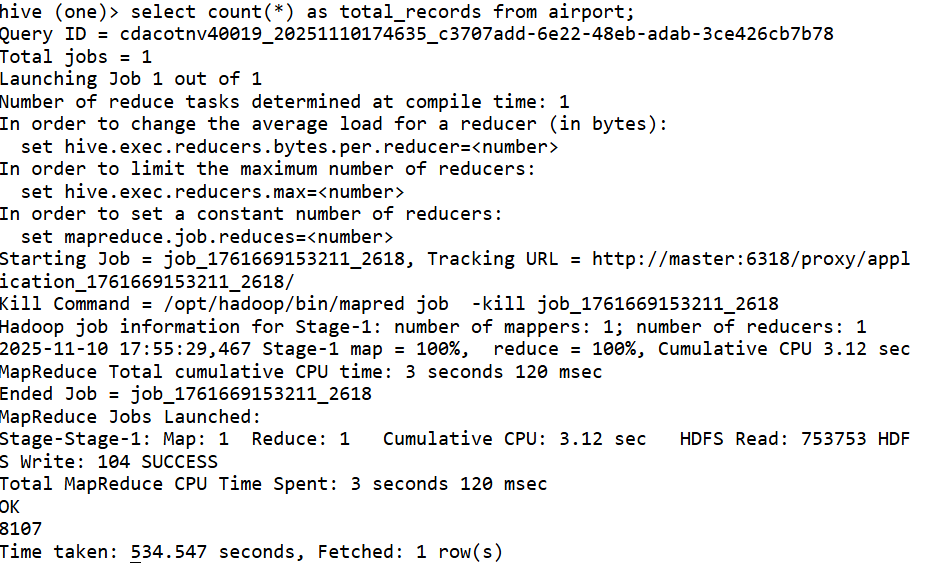 hive (one)> select count(*) as total_records from airport;
Query ID = cdacotnv40019_20251110174635_c3707add-6e22-48eb-adab-3ce426cb7b78
Total jobs = 1
Launching Job 1 out of 1
Number of reduce tasks determined at compile time: 1
In order to change the average load for a reducer (in bytes):
  set hive.exec.reducers.bytes.per.reducer=<number>
In order to limit the maximum number of reducers:
  set hive.exec.reducers.max=<number>
In order to set a constant number of reducers:
  set mapreduce.job.reduces=<number>
Starting Job = job_1761669153211_2618, Tracking URL = http://master:6318/proxy/appl
ication_1761669153211_2618/
Kill Command = /opt/hadoop/bin/mapred job  -kill job_1761669153211_2618
Hadoop job information for Stage-1: number of mappers: 1; number of reducers: 1
2025-11-10 17:55:29,467 Stage-1 map = 100%,  reduce = 100%, Cumulative CPU 3.12 sec
MapReduce Total cumulative CPU time: 3 seconds 120 msec
Ended Job = job_1761669153211_2618
MapReduce Jobs Launched:
Stage-Stage-1: Map: 1  Reduce: 1   Cumulative CPU: 3.12 sec   HDFS Read: 753753 HDF
S Write: 104 SUCCESS
Total MapReduce CPU Time Spent: 3 seconds 120 msec
OK
8107
Time taken: 534.547 seconds, Fetched: 1 row(s)